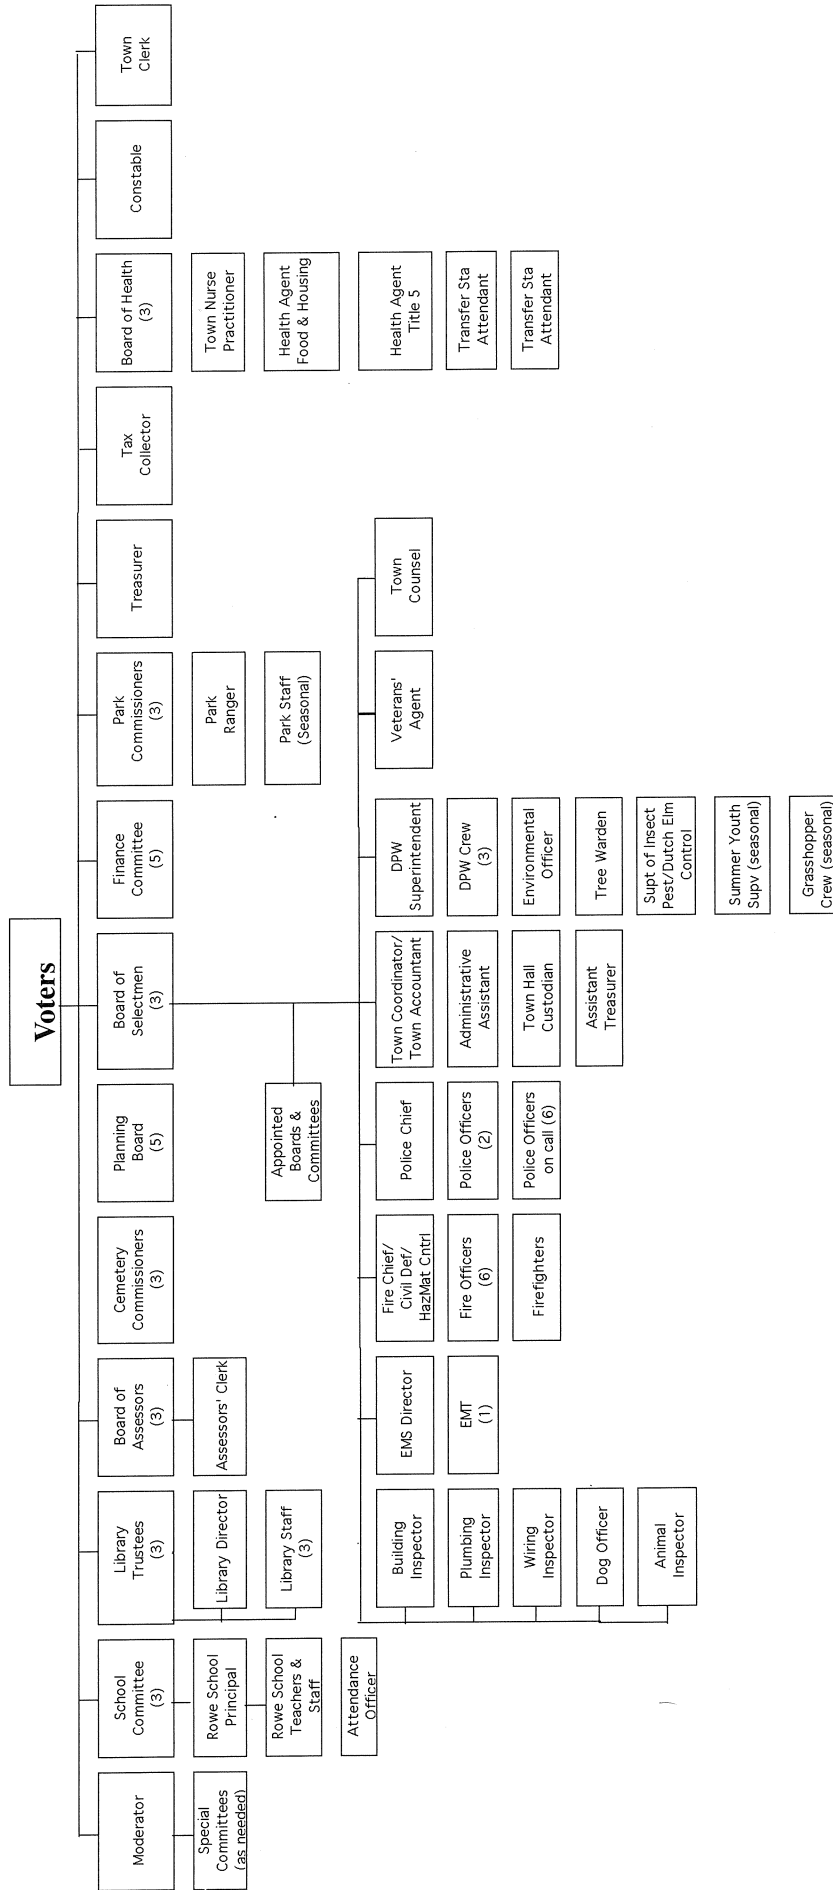 Voters
Moderator
School
Committee
(3)
Library
Trustees
(3)
Board of
Assessors
(3)
Cemetery
Commissioners
(3)
Planning
Board
(5)
Board of
Selectmen
(3)
Finance
Committee
(5)
Park
Commissioners
(3)
Treasurer
Tax
Collector
Board of Health
(3)
Constable
Town
Clerk
Special
Committees
(as needed)
Rowe School
Principal
Rowe School
Teachers &
Staff
Attendance
Officer
Library Director
Library Staff
(3)
Assessors' Clerk
Appointed
Boards &
Committees
Park
Ranger
Park Staff
(Seasonal)
Town Nurse
Practitioner
Health Agent
Food & Housing
Health Agent
Title 5
Transfer Sta
Attendant
Transfer Sta
Attendant
Building
Inspector
Plumbing
Inspector
Wiring
Inspector
Dog Officer
Animal
Inspector
EMS Director
EMT
(1)
Fire Chief/
Civil Def/
HazMat Cntrl
Fire Officers
(6)
Firefighters
Police Chief
Police Officers
(2)
Police Officers
on call (6)
Town Coordinator/
Town Accountant
Administrative
Assistant
Town Hall
Custodian
Assistant
Treasurer
DPW
Superintendent
DPW Crew
(3)
Environmental
Officer
Tree Warden
Supt of Insect
Pest/Dutch Elm
Control
Summer Youth
Supv (seasonal)
Grasshopper
Crew (seasonal)
Veterans'
Agent
Town
Counsel